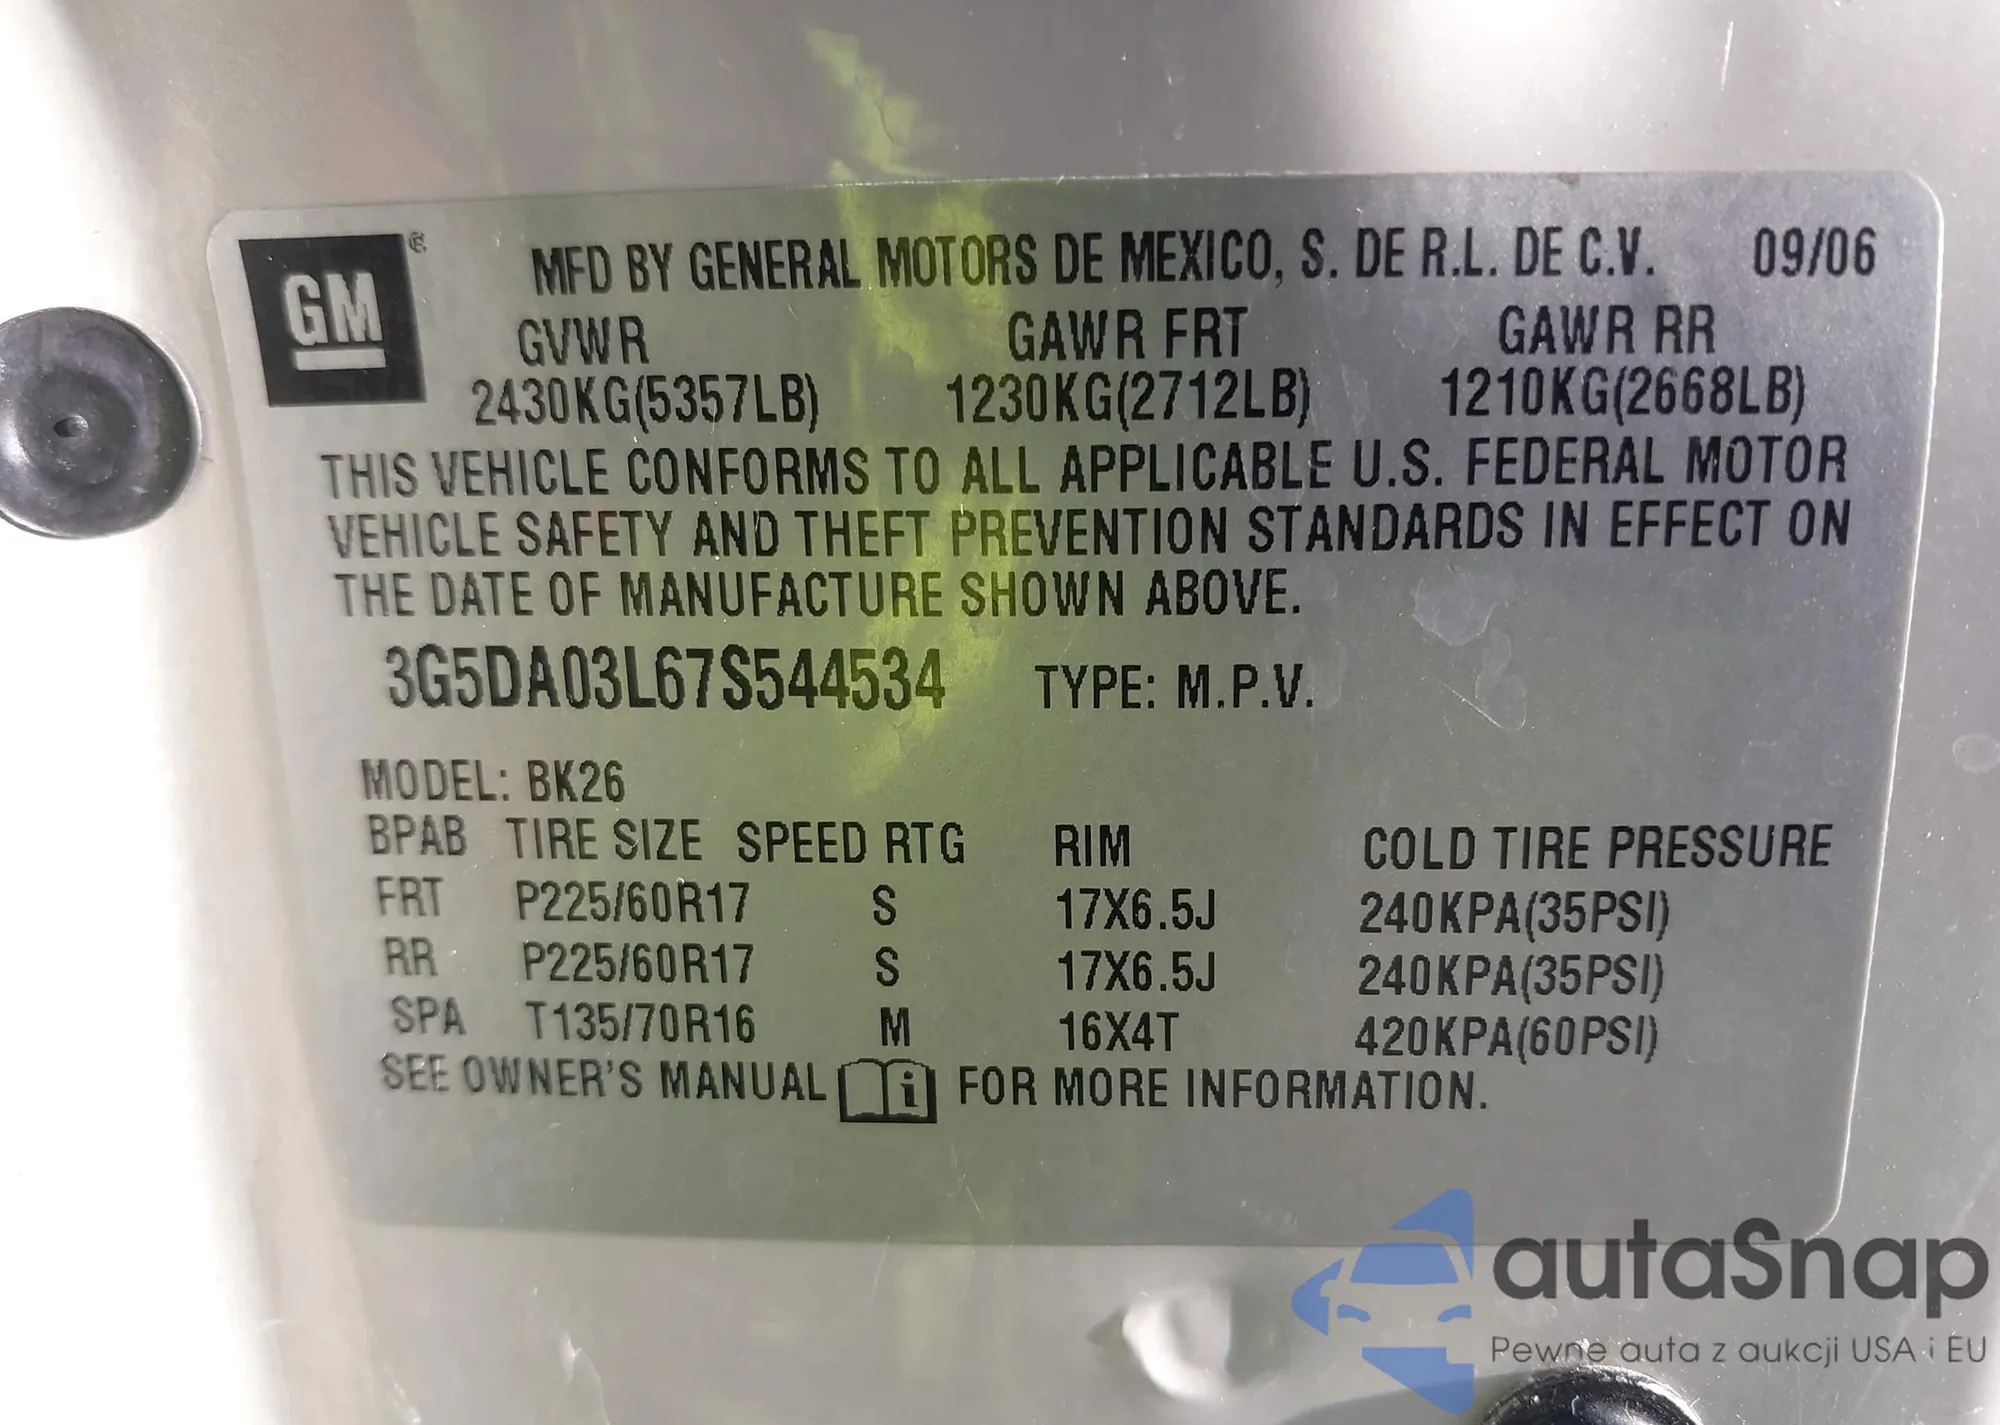 GM ®
MFD BY GENERAL MOTORS DE MEXICO, S. DE R.L. DE C.V. 09/06
GVWR GAWR FRT GAWR RR
2430KG(5357LB) 1230KG(2712LB) 1210KG(2668LB)
THIS VEHICLE CONFORMS TO ALL APPLICABLE U.S. FEDERAL MOTOR
VEHICLE SAFETY AND THEFT PREVENTION STANDARDS IN EFFECT ON
THE DATE OF MANUFACTURE SHOWN ABOVE.
3G5DA03L67S544534 TYPE: M.P.V.
MODEL: BK26
BPAB TIRE SIZE SPEED RTG RIM COLD TIRE PRESSURE
FRT P225/60R17 S 17X6.5J 240KPA(35PSI)
RR P225/60R17 S 17X6.5J 240KPA(35PSI)
SPA T135/70R16 M 16X4T 420KPA(60PSI)
SEE OWNER'S MANUAL i FOR MORE INFORMATION.
autaSnap
Pewne auta z aukcji USA i EU